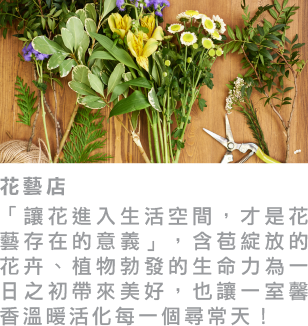 花藝店
「讓花進入生活空間，才是花
藝存在的意義」，含苞綻放的
花卉、植物勃發的生命力為一
日之初帶來美好，也讓一室馨
香溫暖活化每一個尋常天！